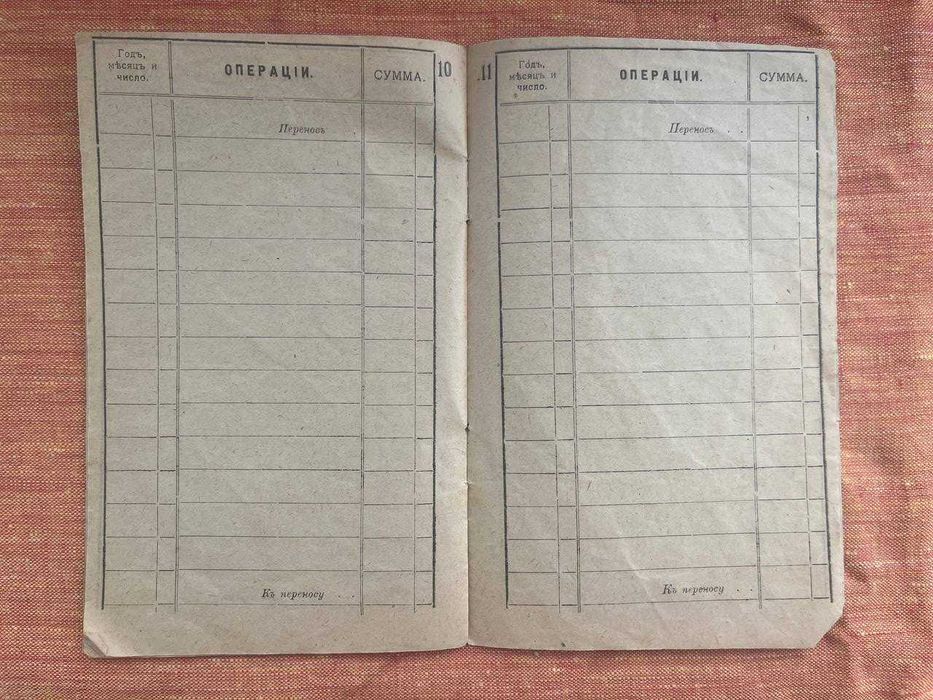 Годъ,
мѣсяцъ и
число.
ОПЕРАЦІИ.
СУММА.
10
Переносъ .
Къ переносу . .
11
Годъ,
мѣсяцъ и
число.
ОПЕРАЦІИ.
СУММА.
Переносъ . .
Къ переносу . .